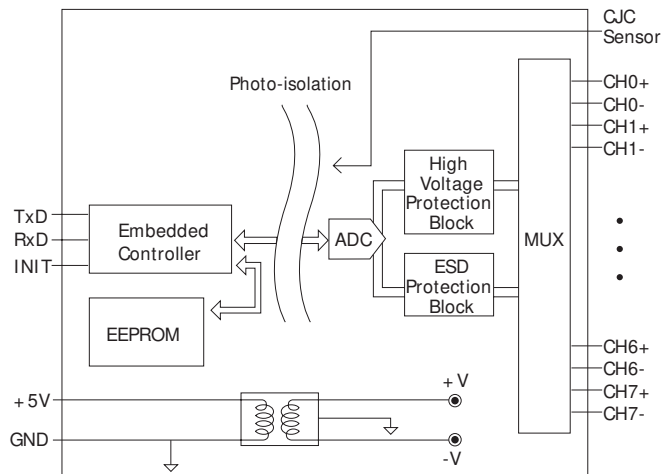 CJC
Sensor
Photo-isolation
CH0+
CH0-
CH1+
CH1-
High
Voltage
Protection
Block
TxD
RxD
INIT
Embedded
Controller
ADC
MUX
ESD
Protection
Block
EEPROM
CH6+
CH6-
CH7+
CH7-
+5V
+V
GND
-V